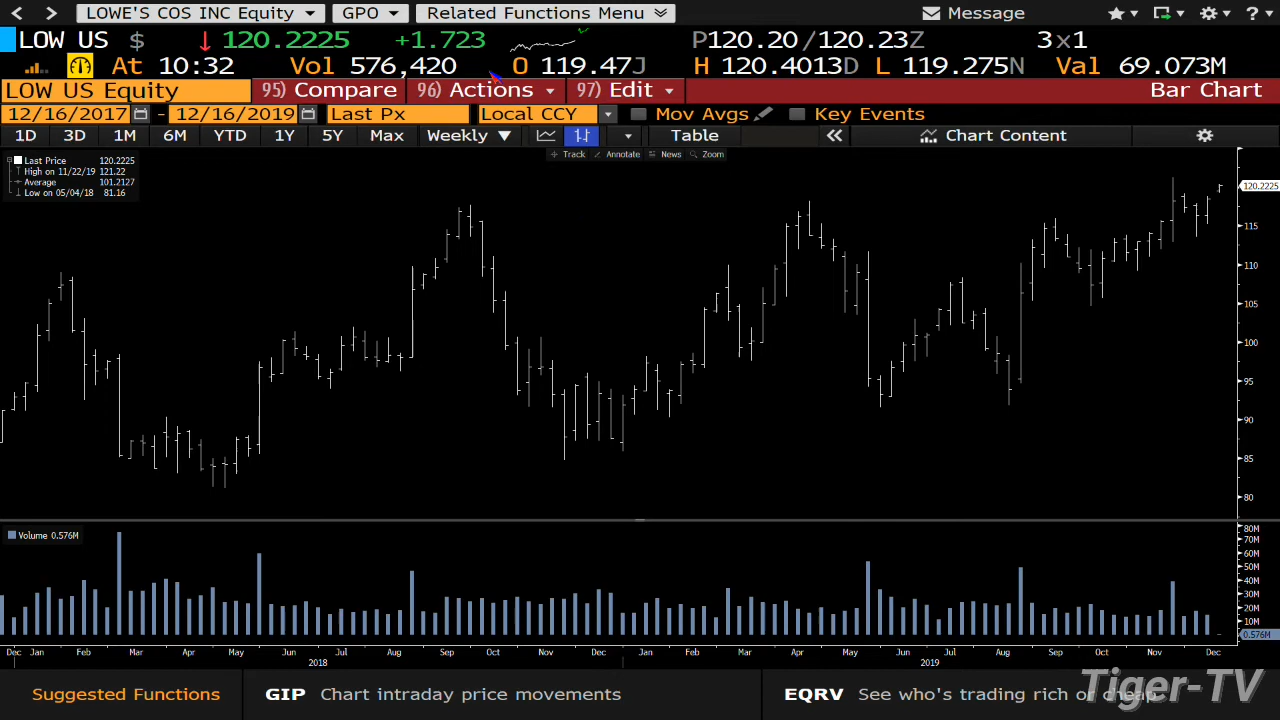 LOWE'S COS INC Equity GPO Related Functions Menu Message
LOW US $ ↓ 120.2225 +1.723 P120.20/120.23Z 3x1
At 10:32 Vol 576,420 O 119.47J H 120.4013D L 119.275N Val 69.073M
LOW US Equity 95) Compare 96) Actions 97) Edit Bar Chart
12/16/2017 - 12/16/2019 Last Px Local CCY Mov Avgs Key Events
1D 3D 1M 6M YTD 1Y 5Y Max Weekly ▼ Table « Chart Content
Track Annotate News Zoom
Last Price 120.2225
High on 11/22/19 121.22
Average 101.2127
Low on 05/04/18 81.16
120.2225
115
110
105
100
95
90
85
80
Volume 0.576M
80M
70M
60M
50M
40M
30M
20M
10M
0.576M
Dec Jan Feb Mar Apr May Jun Jul Aug Sep Oct Nov Dec Jan Feb Mar Apr May Jun Jul Aug Sep Oct Nov Dec
2018 2019
Suggested Functions GIP Chart intraday price movements EQRV See who's trading rich or cheap
Tiger-TV